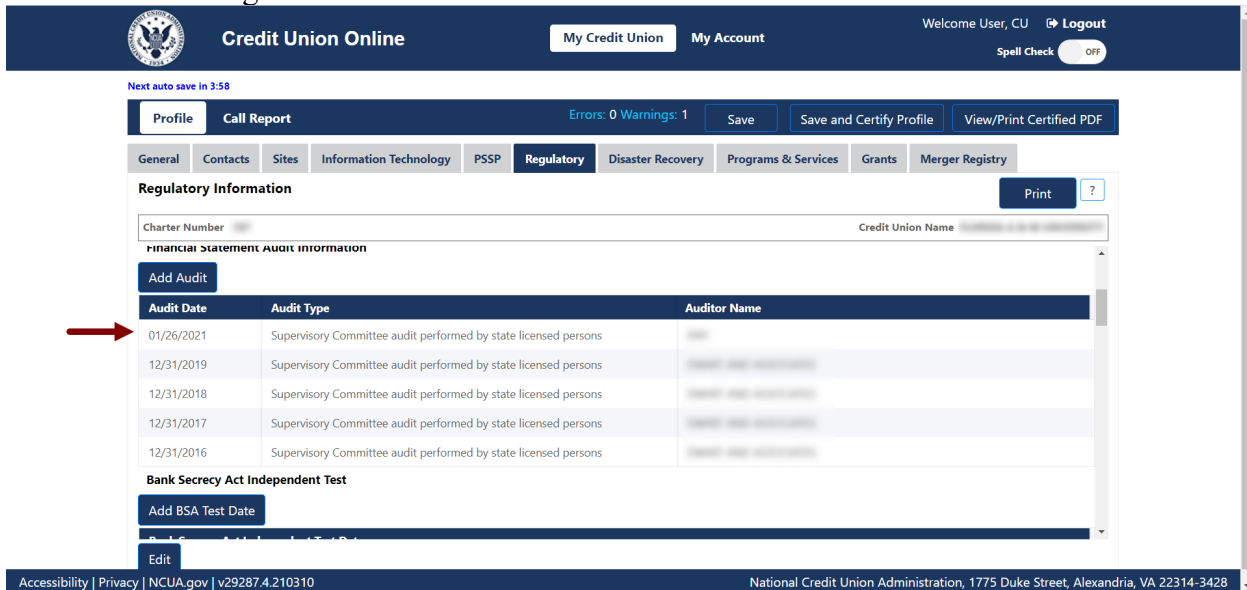 Credit Union Online
My Credit Union
My Account
Welcome User, CU Logout
Spell Check OFF
Next auto save in 3:58
Profile Call Report Errors: 0 Warnings: 1 Save Save and Certify Profile View/Print Certified PDF
General Contacts Sites Information Technology PSSP Regulatory Disaster Recovery Programs & Services Grants Merger Registry
Regulatory Information Print ?
Charter Number Credit Union Name
Financial Statement Audit Information
Add Audit
Audit Date Audit Type Auditor Name
01/26/2021 Supervisory Committee audit performed by state licensed persons
12/31/2019 Supervisory Committee audit performed by state licensed persons
12/31/2018 Supervisory Committee audit performed by state licensed persons
12/31/2017 Supervisory Committee audit performed by state licensed persons
12/31/2016 Supervisory Committee audit performed by state licensed persons
Bank Secrecy Act Independent Test
Add BSA Test Date
Edit
Accessibility | Privacy | NCUA.gov | v29287.4.210310 National Credit Union Administration, 1775 Duke Street, Alexandria, VA 22314-3428